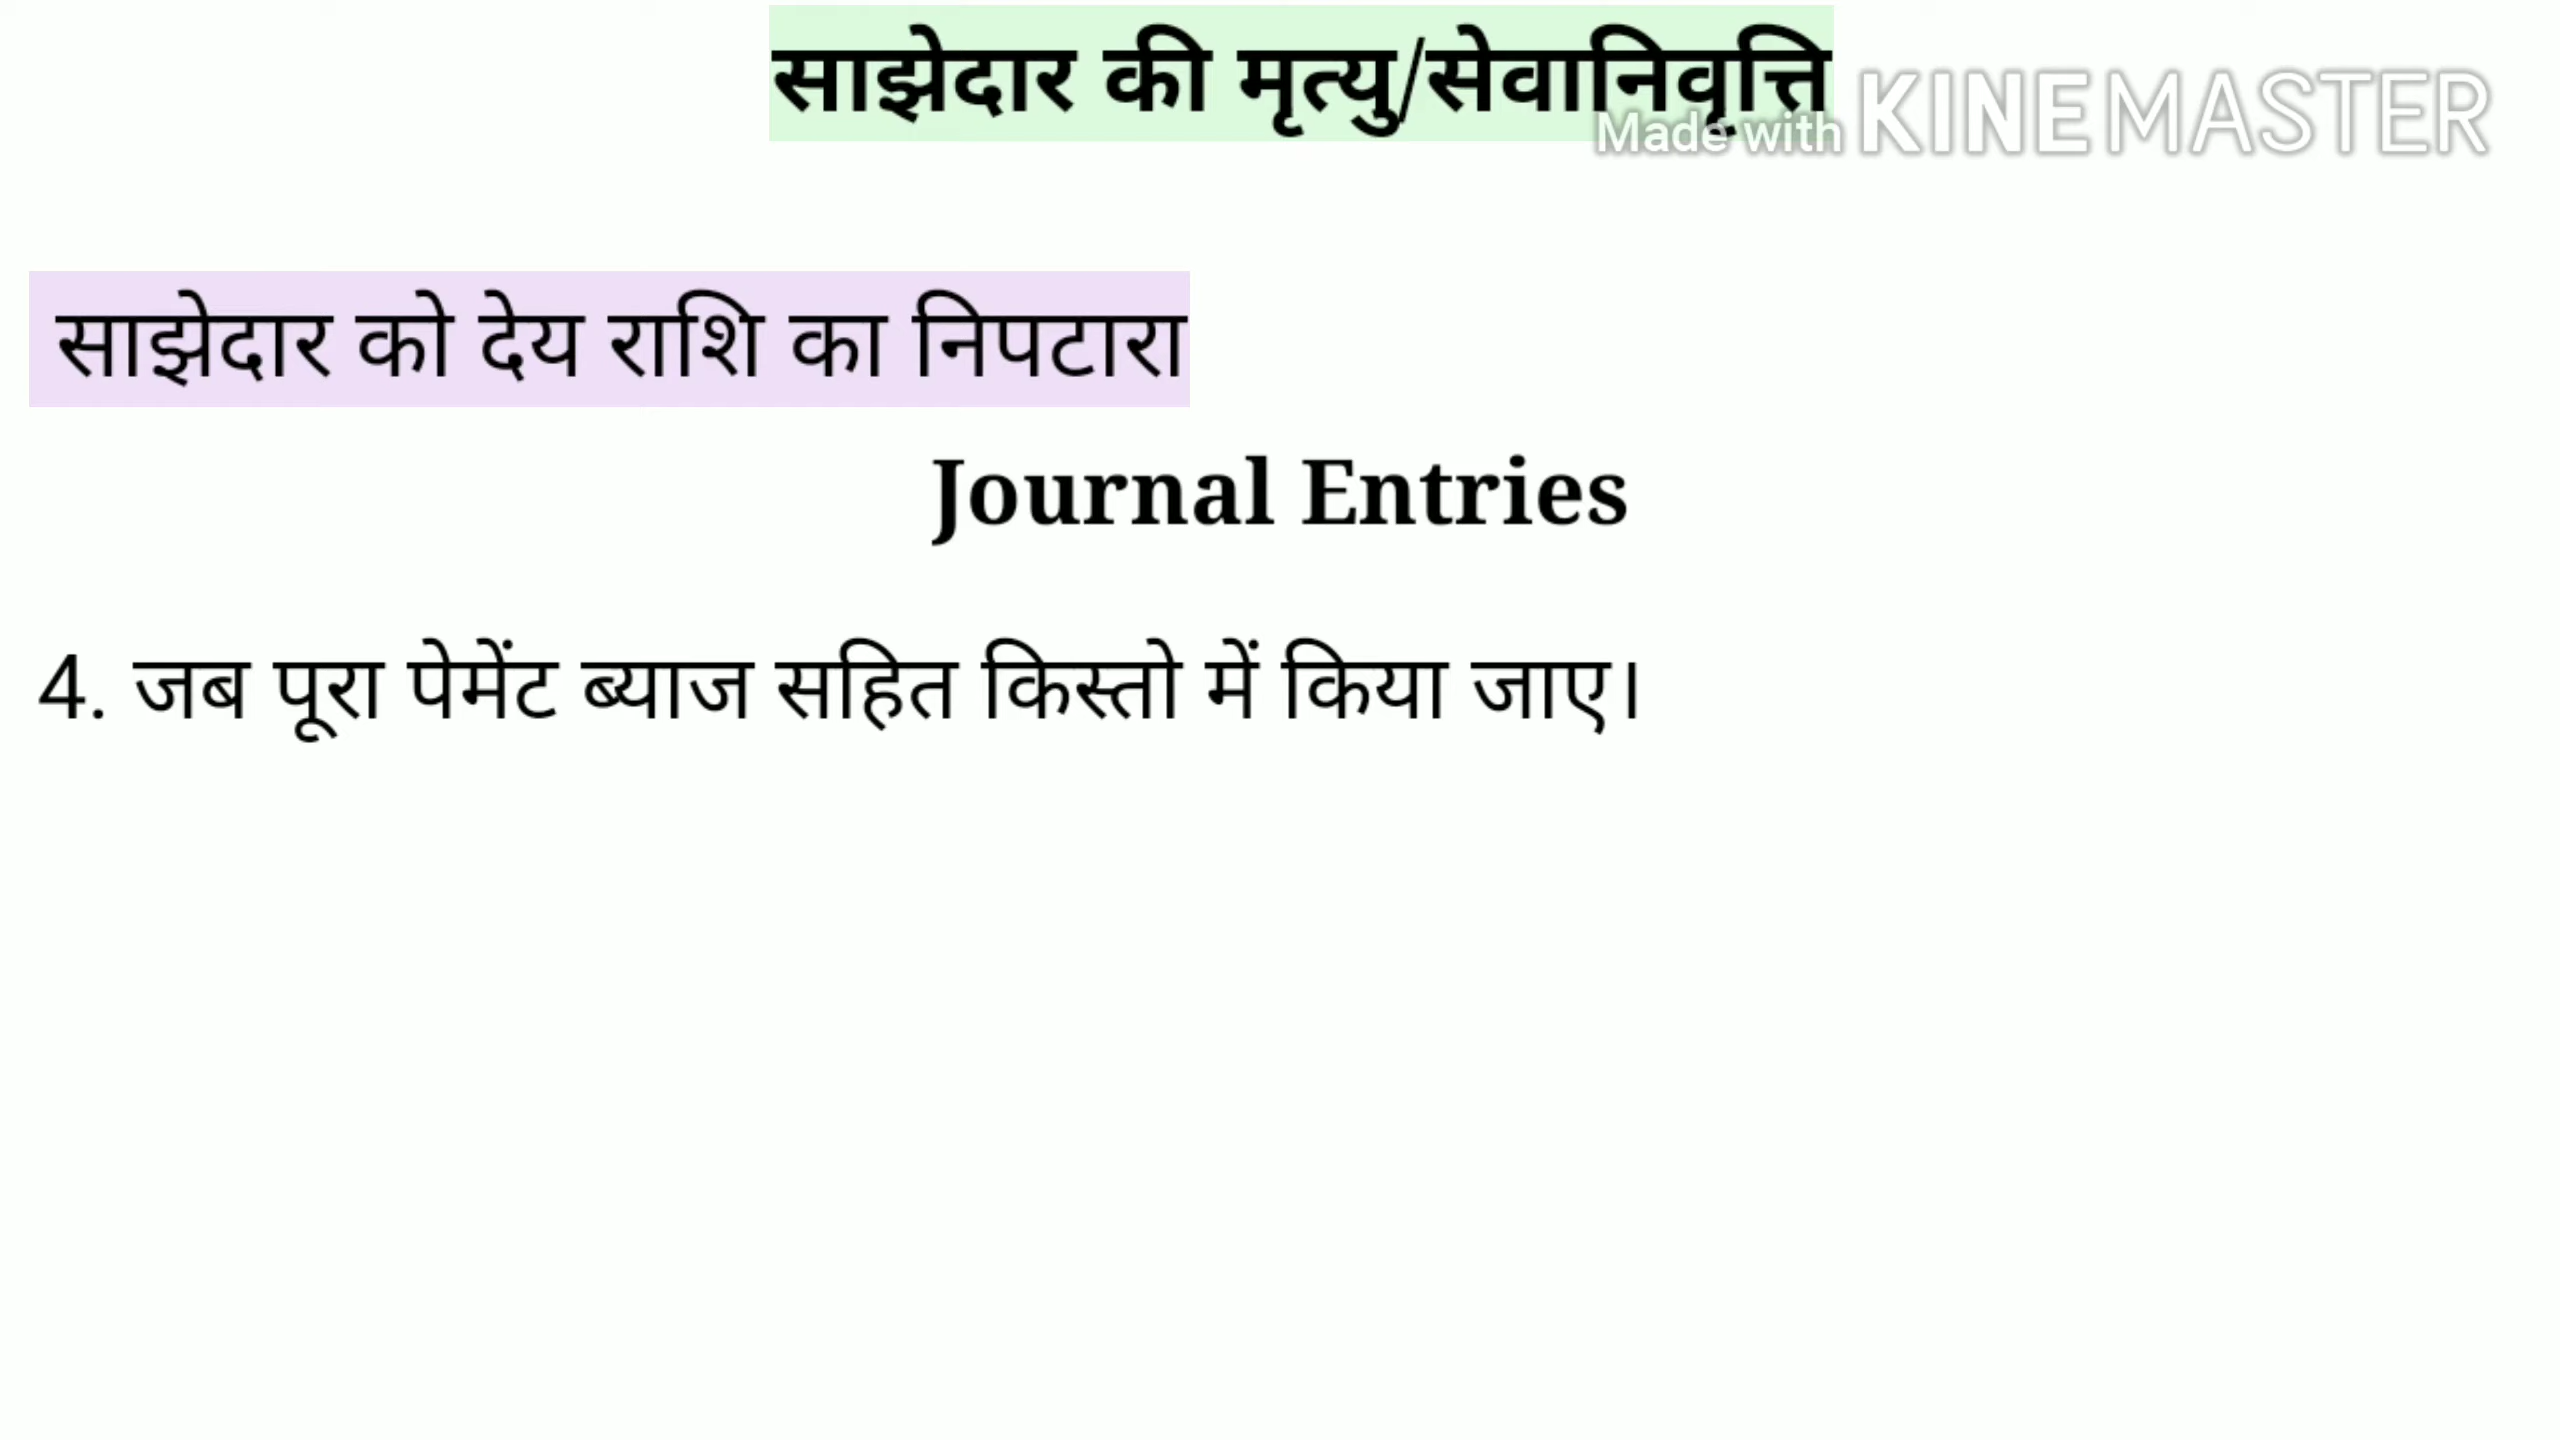 साझेदार की मृत्यु/सेवानिवृत्ति
Made with KINEMASTER
साझेदार को देय राशि का निपटारा
Journal Entries
4. जब पूरा पेमेंट ब्याज सहित किस्तो में किया जाए।